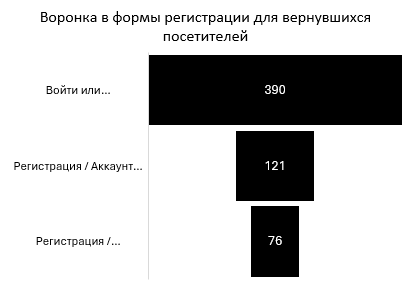 Воронка в формы регистрации для вернувшихся
посетителей
Войти или...
390
Регистрация / Аккаунт...
121
Регистрация /...
76